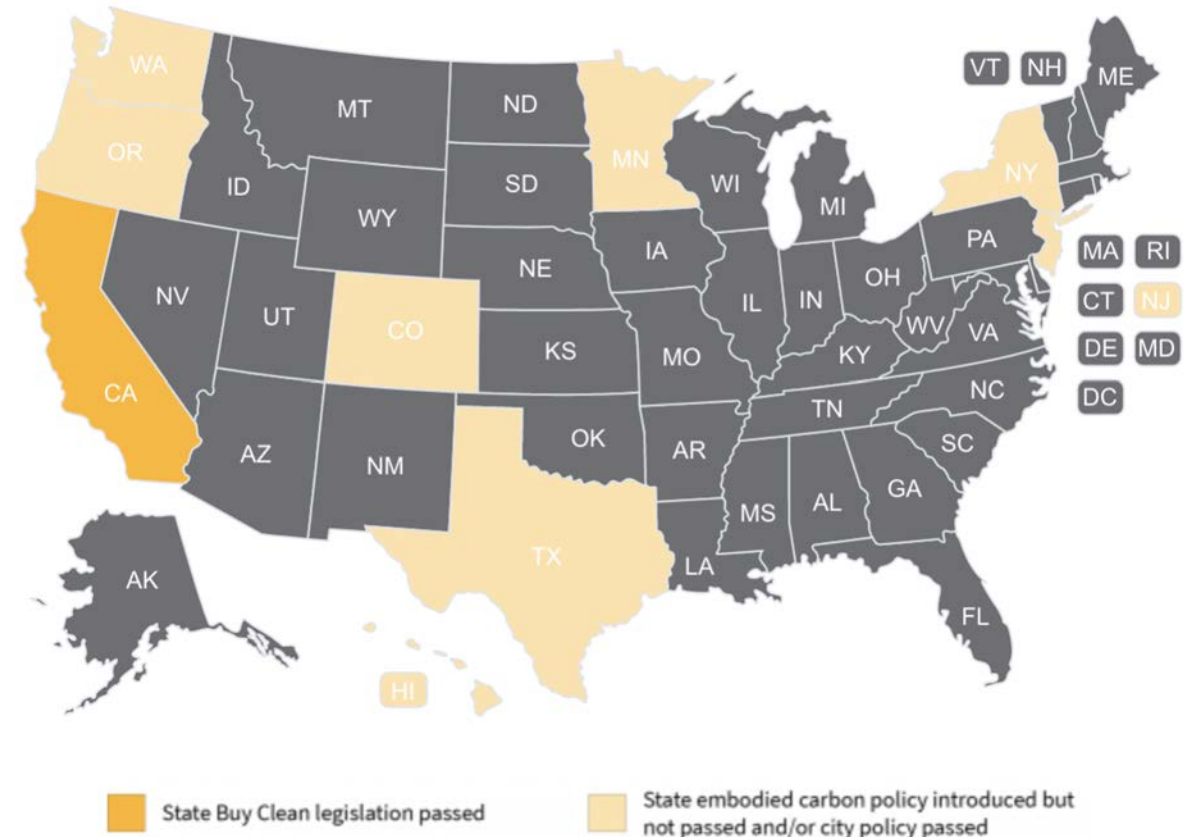 VT NH
ME
WA
MT
ND
MN
OR
ID
SD
WI
NY
WY
MI
IA
PA
MA RI
NE
NV
OH
CT NJ
UT
CO
IL
IN
WV
VA
KS
MO
KY
DE MD
CA
NC
DC
TN
AZ
NM
OK
AR
SC
MS
AL
GA
TX
LA
AK
FL
HI
State Buy Clean legislation passed
State embodied carbon policy introduced but
not passed and/or city policy passed